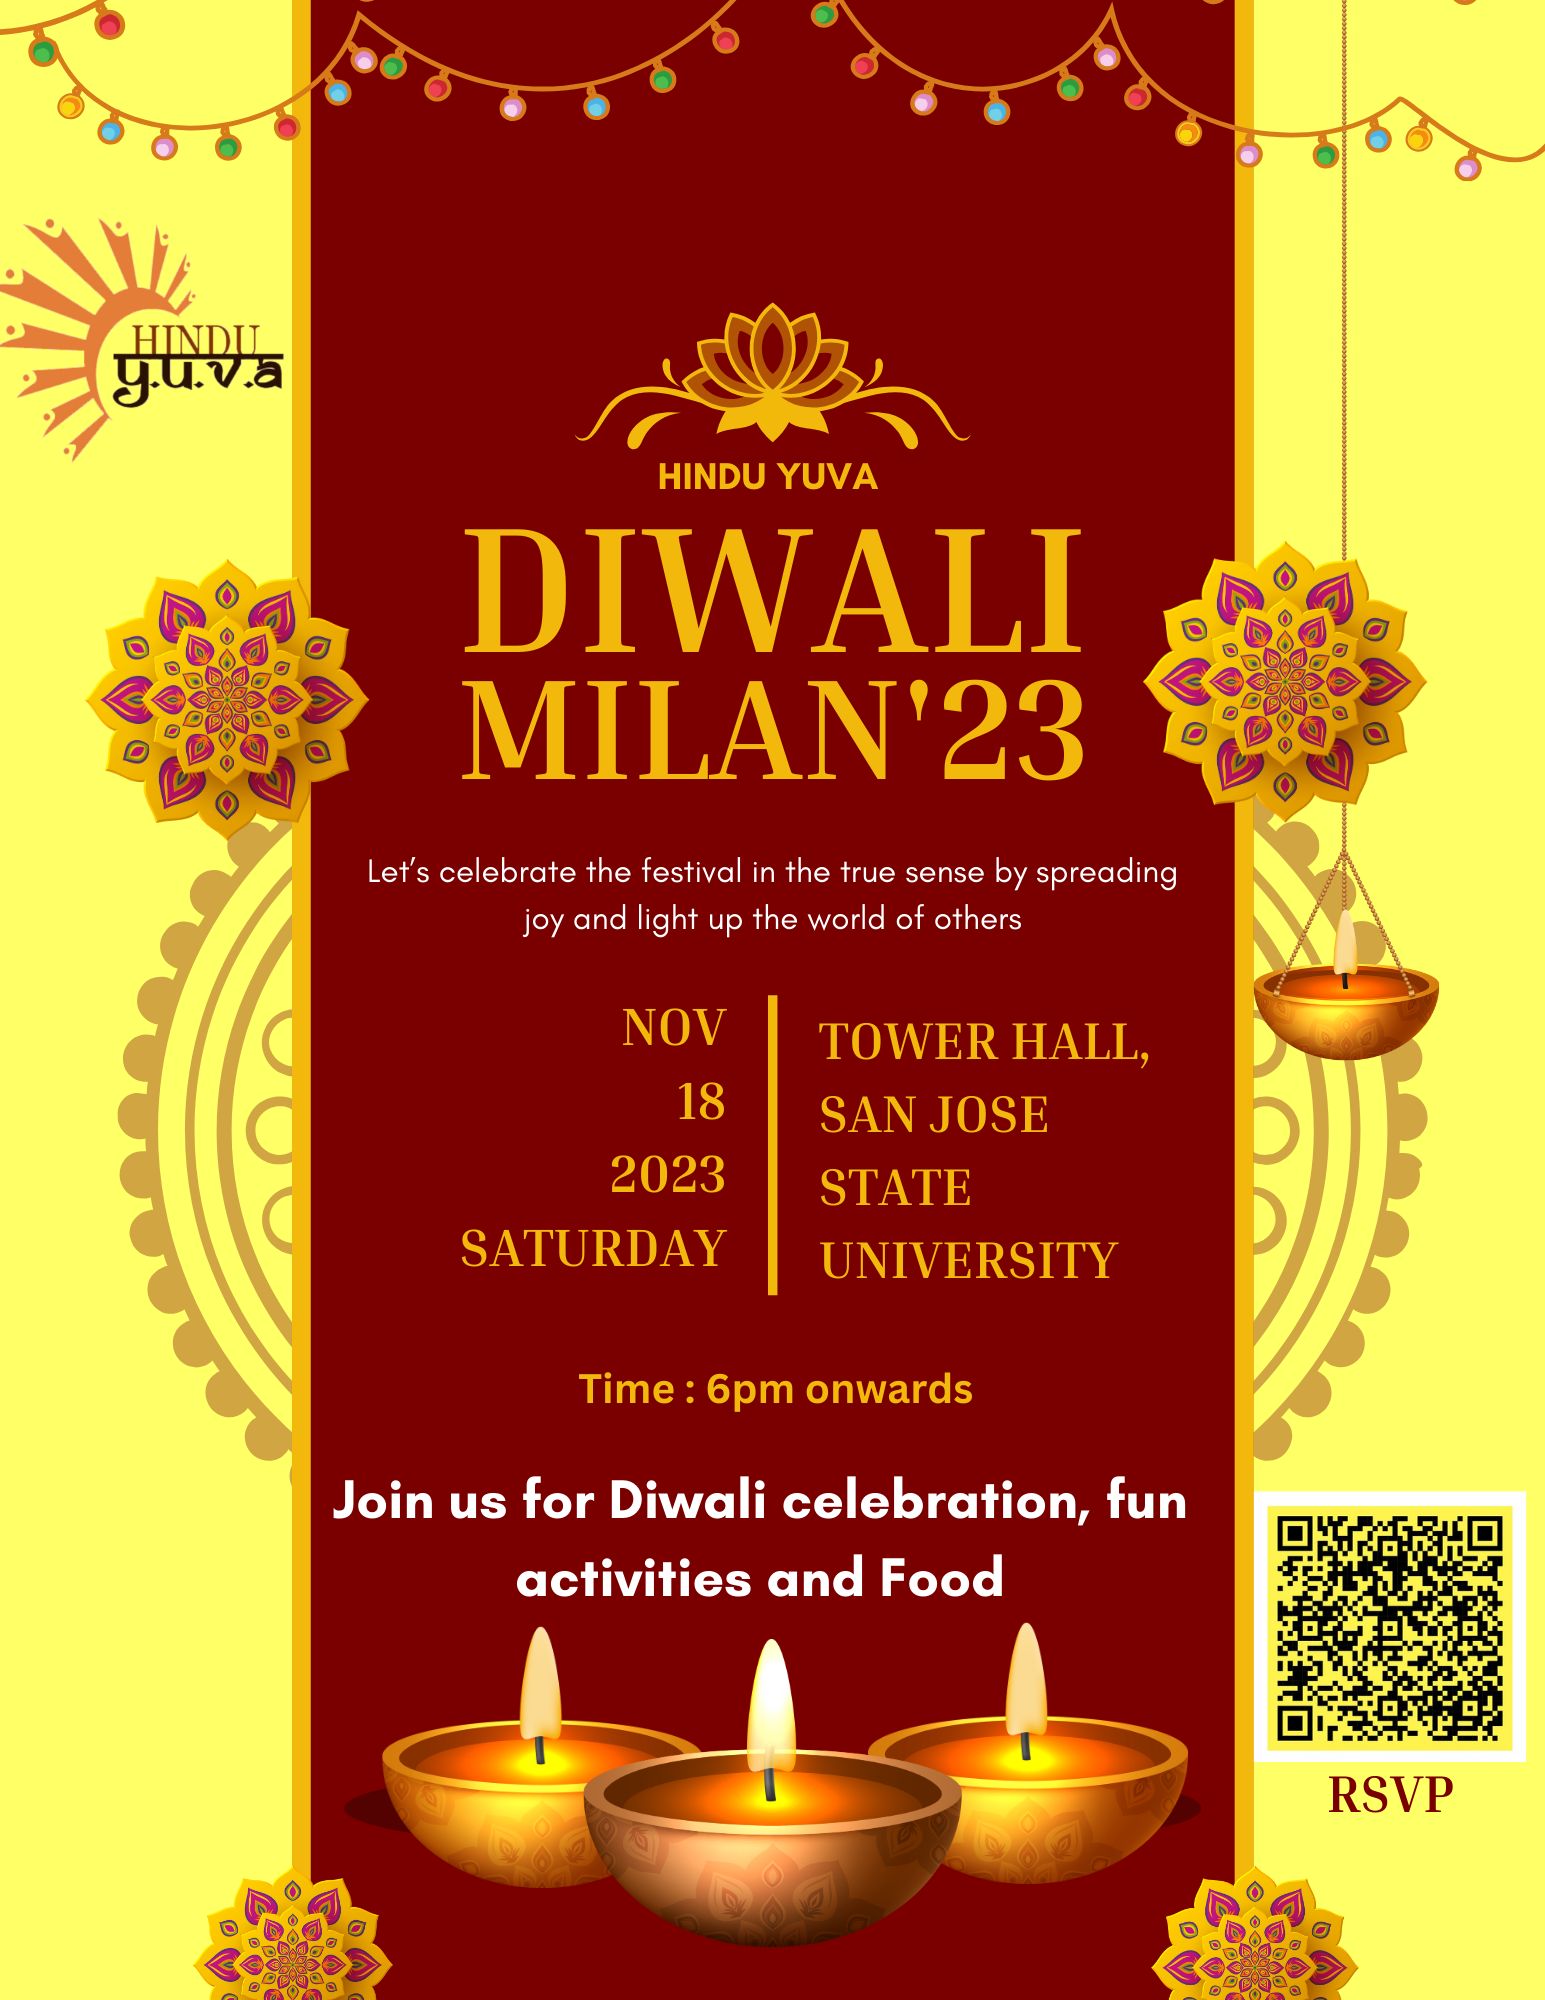 HINDU
y.u.v.a
HINDU YUVA
DIWALI
MILAN'23
Let’s celebrate the festival in the true sense by spreading
joy and light up the world of others
NOV
18
2023
SATURDAY
TOWER HALL,
SAN JOSE
STATE
UNIVERSITY
Time : 6pm onwards
Join us for Diwali celebration, fun
activities and Food
RSVP